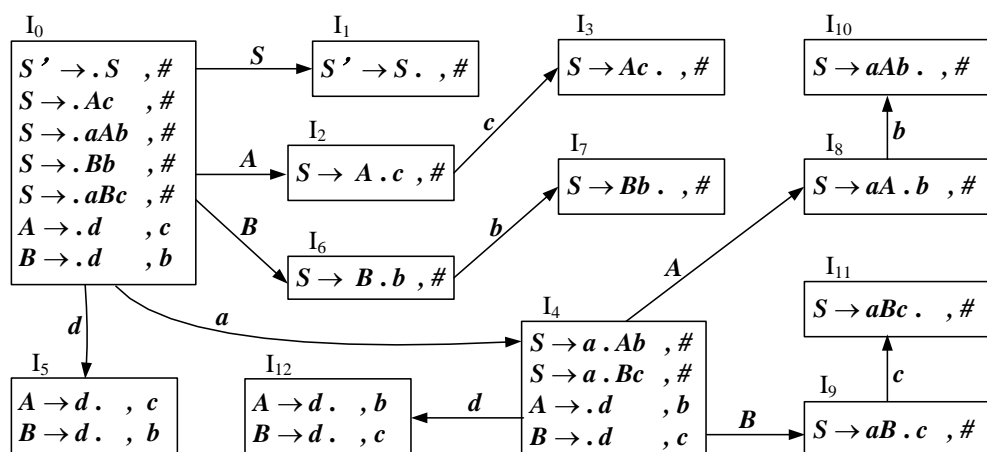 I₀
S′ → . S , #
S → . Ac , #
S → . aAb , #
S → . Bb , #
S → . aBc , #
A → . d , c
B → . d , b
S
I₁
S′ → S . , #
I₃
S → Ac . , #
I₁₀
S → aAb . , #
A
I₂
S → A . c , #
c
b
I₇
S → Bb . , #
I₈
S → aA . b , #
B
I₆
S → B . b , #
b
A
I₁₁
S → aBc . , #
d
a
I₄
S → a . Ab , #
S → a . Bc , #
A → . d , b
B → . d , c
c
I₅
A → d . , c
B → d . , b
I₁₂
A → d . , b
B → d . , c
d
B
I₉
S → aB . c , #